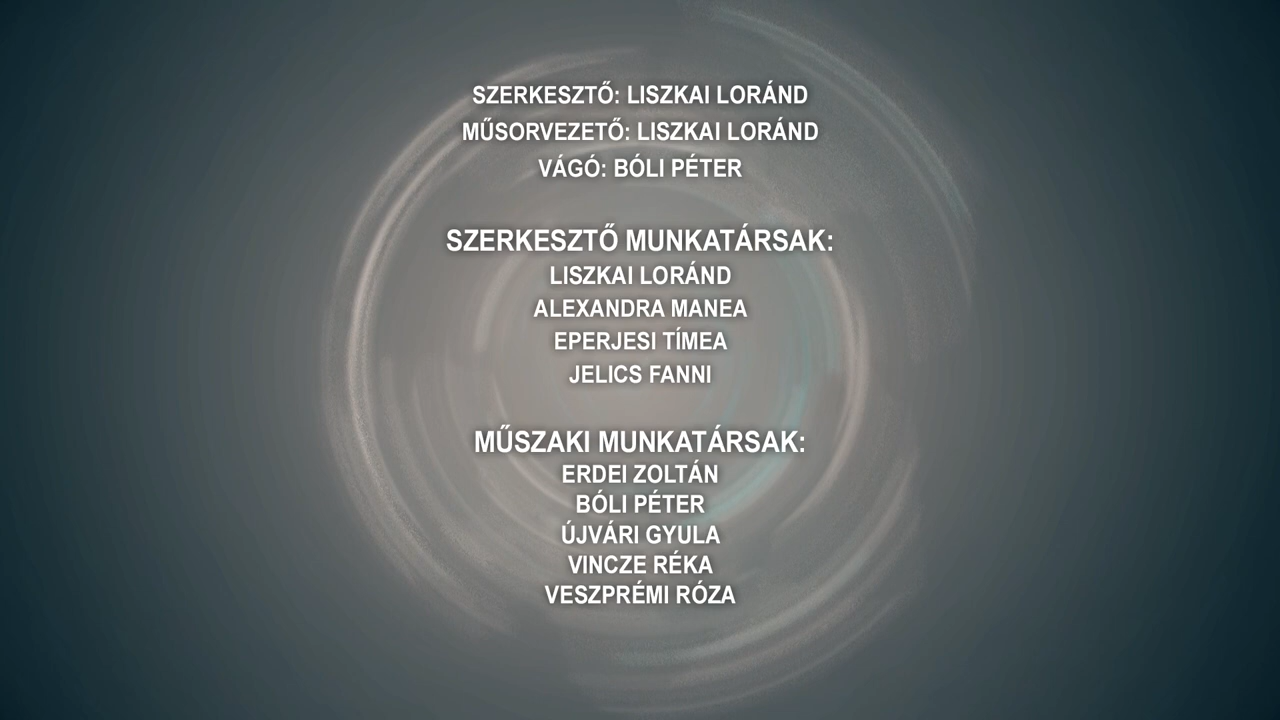 SZERKESZTŐ: LISZKAI LORÁND
MŰSORVEZETŐ: LISZKAI LORÁND
VÁGÓ: BÓLI PÉTER
SZERKESZTŐ MUNKATÁRSAK:
LISZKAI LORÁND
ALEXANDRA MANEA
EPERJESI TÍMEA
JELICS FANNI
MŰSZAKI MUNKATÁRSAK:
ERDEI ZOLTÁN
BÓLI PÉTER
ÚJVÁRI GYULA
VINCZE RÉKA
VESZPRÉMI RÓZA